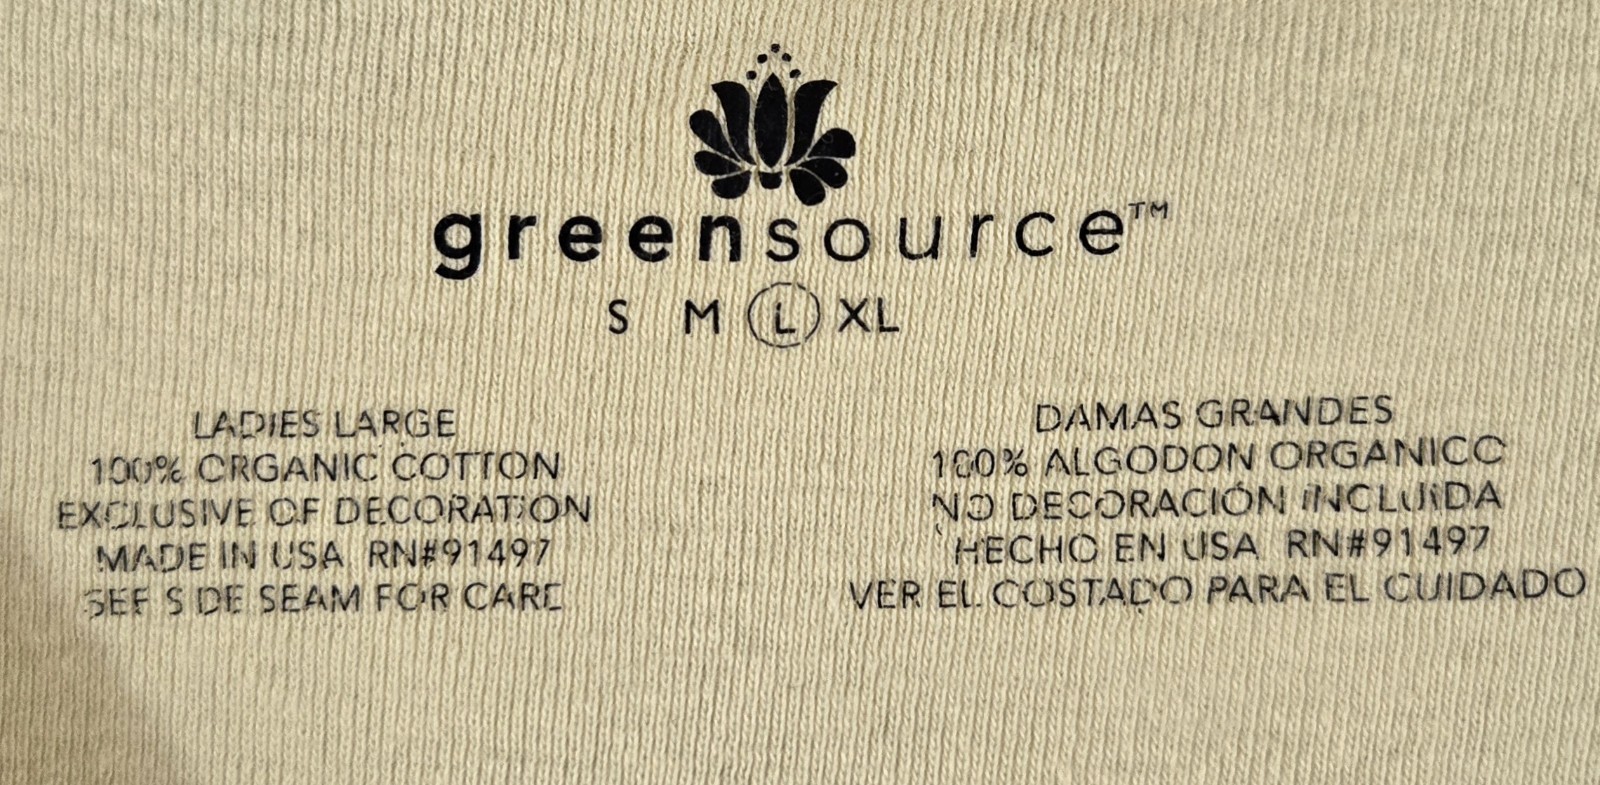 greensource™
S M L XL
LADIES LARGE
100% ORGANIC COTTON
EXCLUSIVE OF DECORATION
MADE IN USA RN#91497
SEE SIDE SEAM FOR CARE
DAMAS GRANDES
100% ALGODON ORGANICO
NO DECORACIÓN INCLUIDA
HECHO EN USA RN#91497
VER EL COSTADO PARA EL CUIDADO